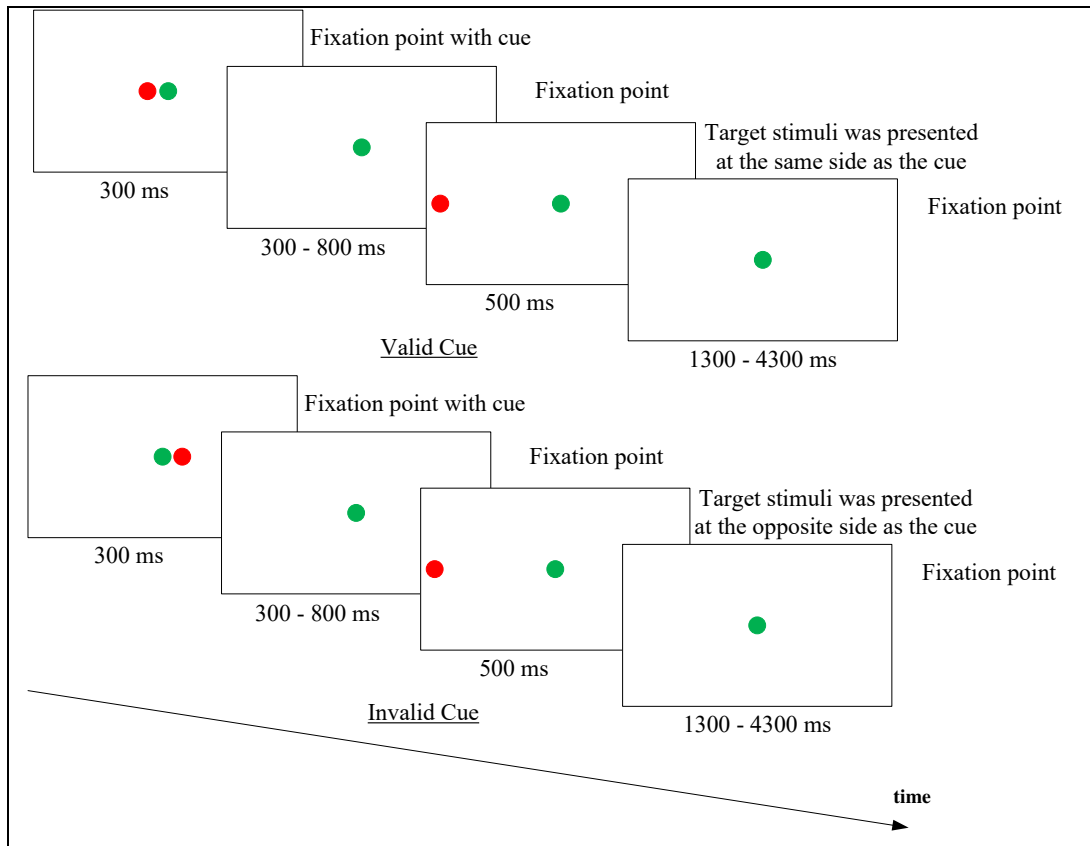 Fixation point with cue
300 ms
Fixation point
300 - 800 ms
Target stimuli was presented
at the same side as the cue
500 ms
Fixation point
1300 - 4300 ms
Valid Cue
Fixation point with cue
300 ms
Fixation point
300 - 800 ms
Target stimuli was presented
at the opposite side as the cue
500 ms
Fixation point
1300 - 4300 ms
Invalid Cue
time